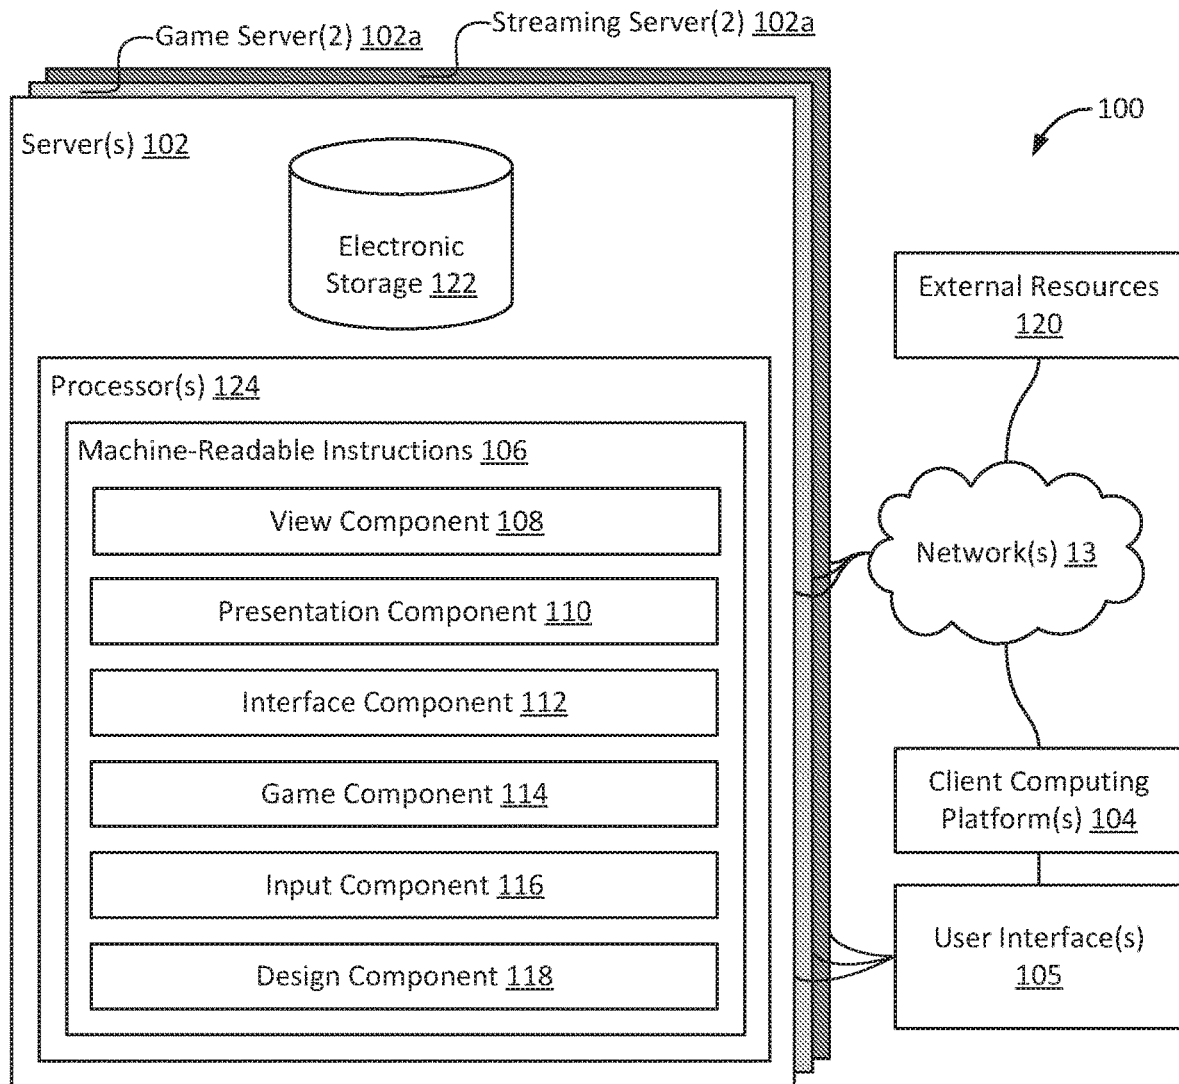 Game Server(2) 102a
Streaming Server(2) 102a
100
Server(s) 102
Electronic
Storage 122
Processor(s) 124
Machine-Readable Instructions 106
View Component 108
Presentation Component 110
Interface Component 112
Game Component 114
Input Component 116
Design Component 118
External Resources
120
Network(s) 13
Client Computing
Platform(s) 104
User Interface(s)
105